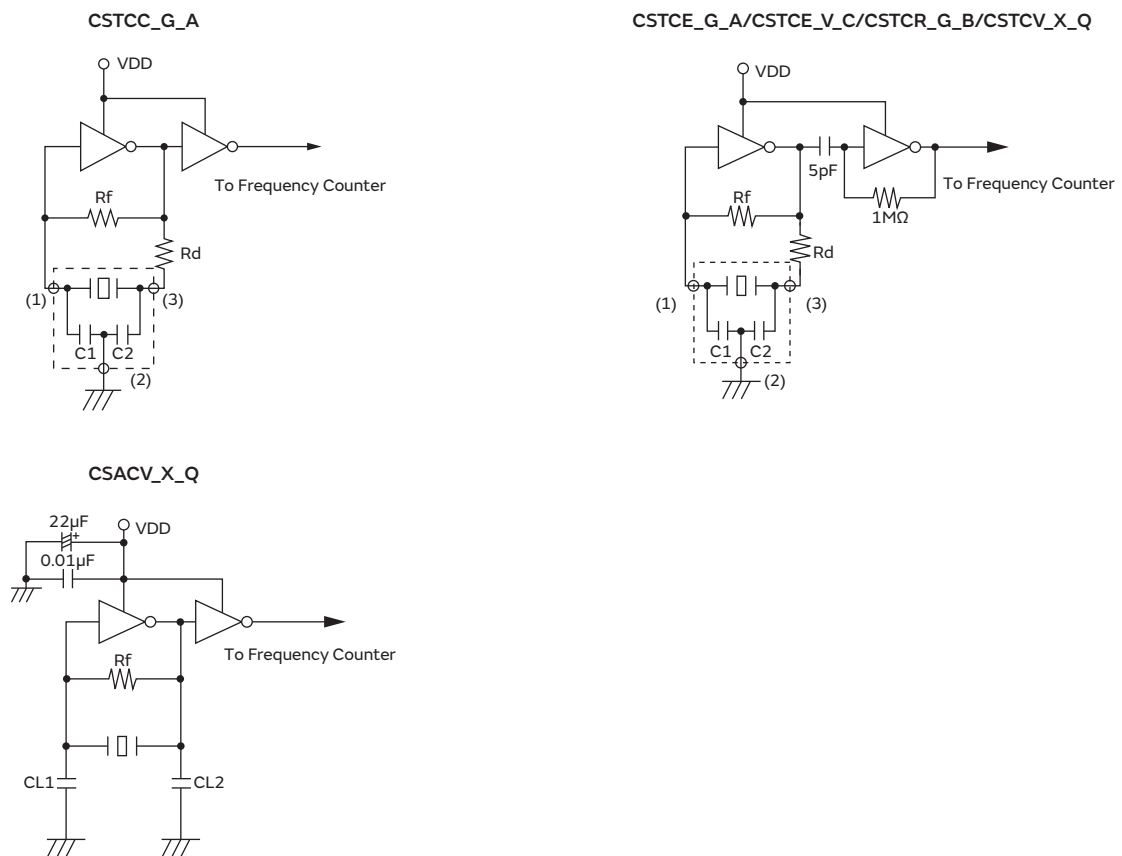 CSTCC_G_A
VDD
To Frequency Counter
Rf
Rd
(1)
(3)
C1
C2
(2)
CSTCE_G_A/CSTCE_V_C/CSTCR_G_B/CSTCV_X_Q
VDD
5pF
To Frequency Counter
Rf
1MΩ
Rd
(1)
(3)
C1
C2
(2)
CSACV_X_Q
22µF
+
VDD
0.01µF
To Frequency Counter
Rf
CL1
CL2